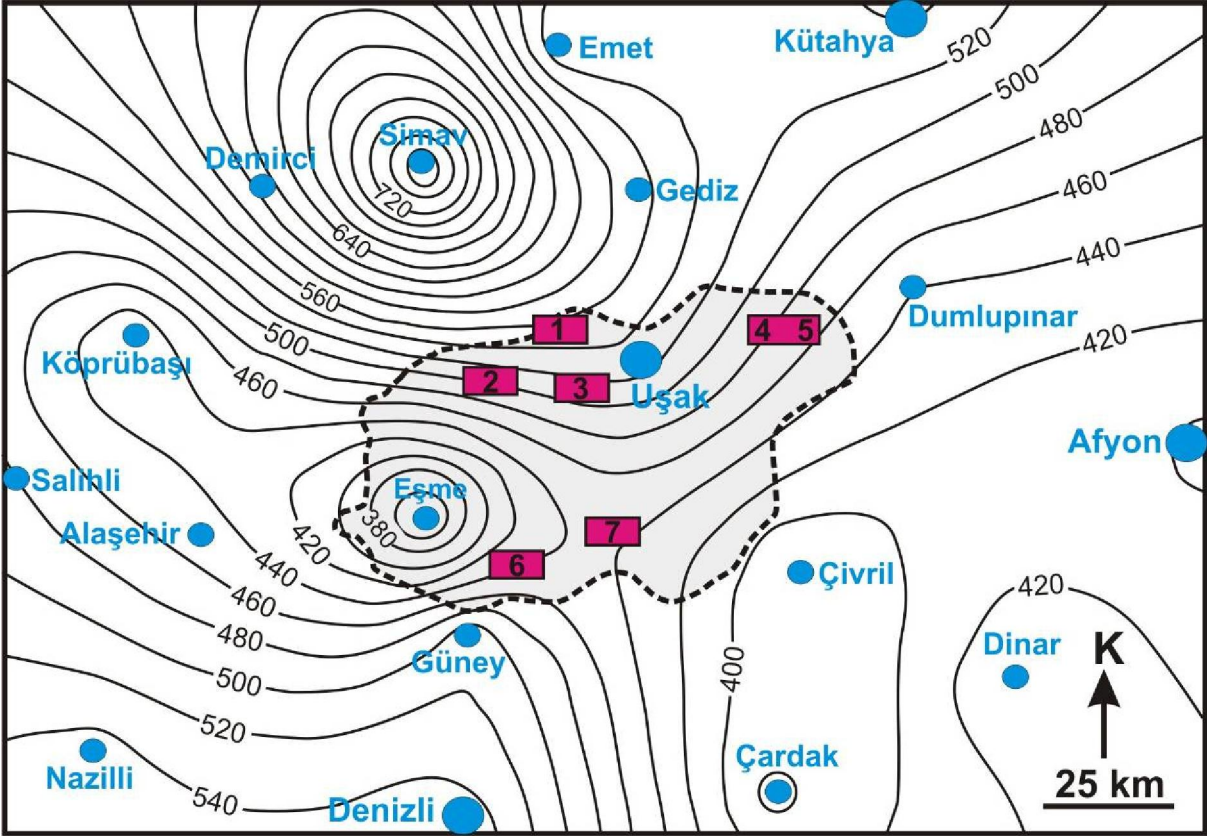 Kütahya
520
Emet
500
480
Simav
Demirci
460
Gediz
720
640
440
560
1
4 5
Dumlupınar
500
420
Köprübaşı
460
2
3
Uşak
Afyon
Salihli
Eşme
380
Alaşehir
420
7
6
440
Çivril
460
420
480
Güney
400
Dinar
K
500
520
Nazilli
Çardak
25 km
540
Denizli